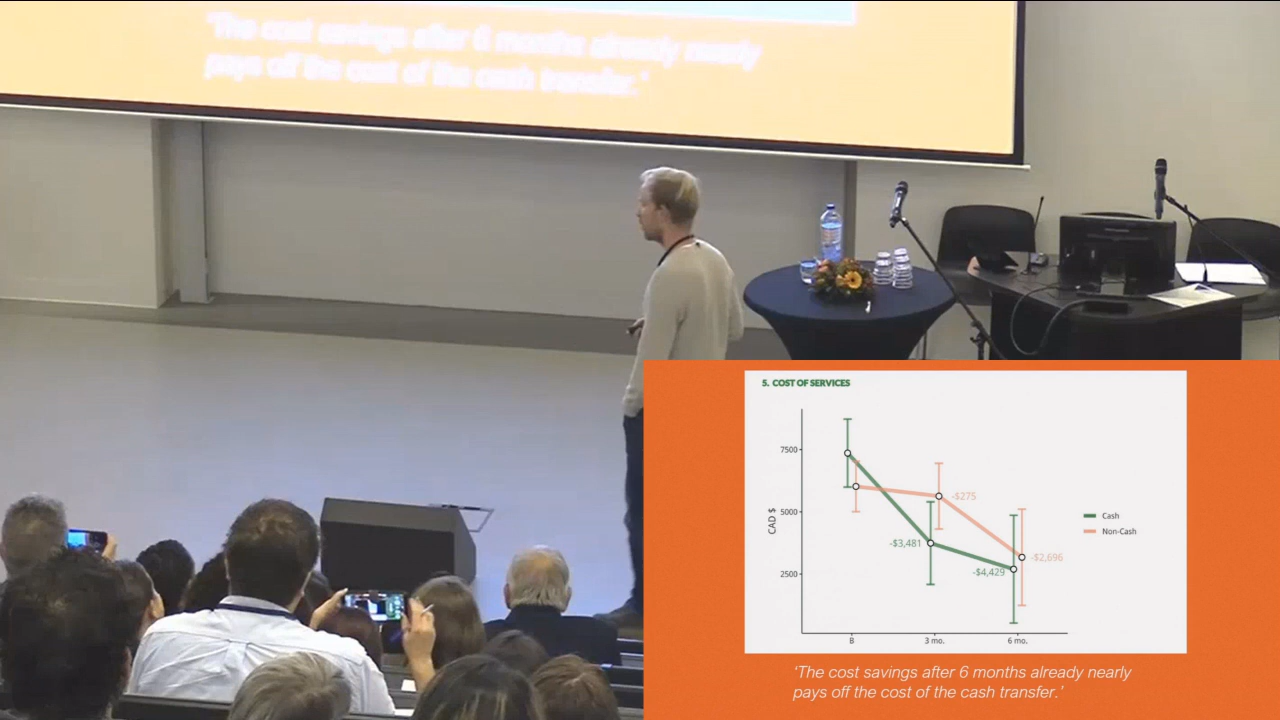 'The cost savings after 6 months already nearly
pays off the cost of the cash transfer.'
5. COST OF SERVICES
7500
5000
2500
CAD $
-$275
-$3,481
-$2,696
-$4,429
Cash
Non-Cash
B
3 mo.
6 mo.
'The cost savings after 6 months already nearly
pays off the cost of the cash transfer.'